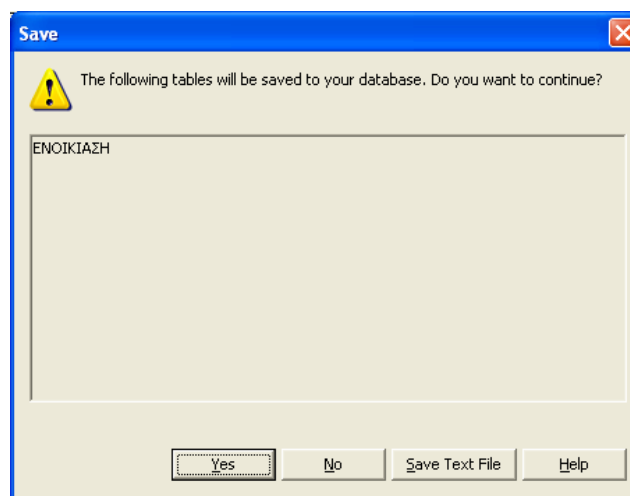 Save
The following tables will be saved to your database. Do you want to continue?
ΕΝΟΙΚΙΑΣΗ
Yes
No
Save Text File
Help